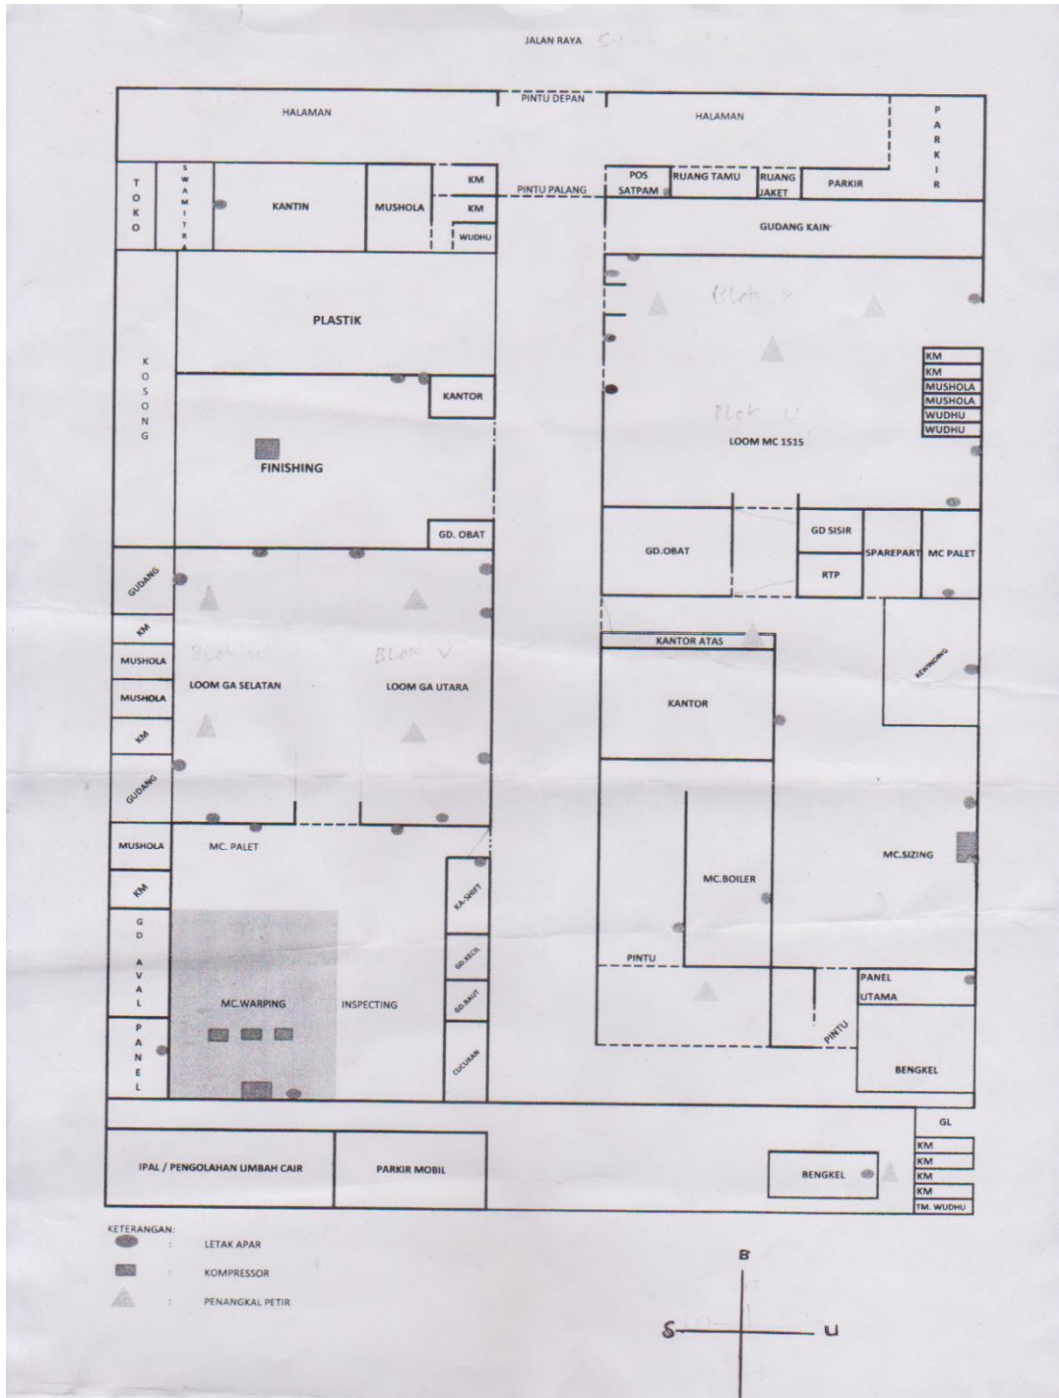 JALAN RAYA
PINTU DEPAN
HALAMAN
HALAMAN
PARKIR
TOKO
SWAMITRA
KANTIN
MUSHOLA
KM
KM
WUDHU
PINTU PALANG
POS SATPAM
RUANG TAMU
RUANG JAKET
PARKIR
GUDANG KAIN
PLASTIK
KOSONG
KANTOR
FINISHING
GD. OBAT
Blok X
Blok U
LOOM MC 1515
KM
KM
MUSHOLA
MUSHOLA
WUDHU
WUDHU
GD.OBAT
GD SISIR
RTP
SPAREPART
MC PALET
GUDANG
KM
MUSHOLA
MUSHOLA
KM
GUDANG
Blok W
Blok V
LOOM GA SELATAN
LOOM GA UTARA
KANTOR ATAS
KANTOR
REWINDING
MUSHOLA
KM
GD AVAL
PANEL
MC. PALET
MC.WARPING
INSPECTING
KA-SHIFT
GD.KECIL
GD.BAUT
CUCUKAN
MC.BOILER
MC.SIZING
PINTU
PINTU
PANEL
UTAMA
BENGKEL
IPAL / PENGOLAHAN LIMBAH CAIR
PARKIR MOBIL
BENGKEL
GL
KM
KM
KM
KM
TM. WUDHU
KETERANGAN:
: LETAK APAR
: KOMPRESSOR
: PENANGKAL PETIR
B
S
U